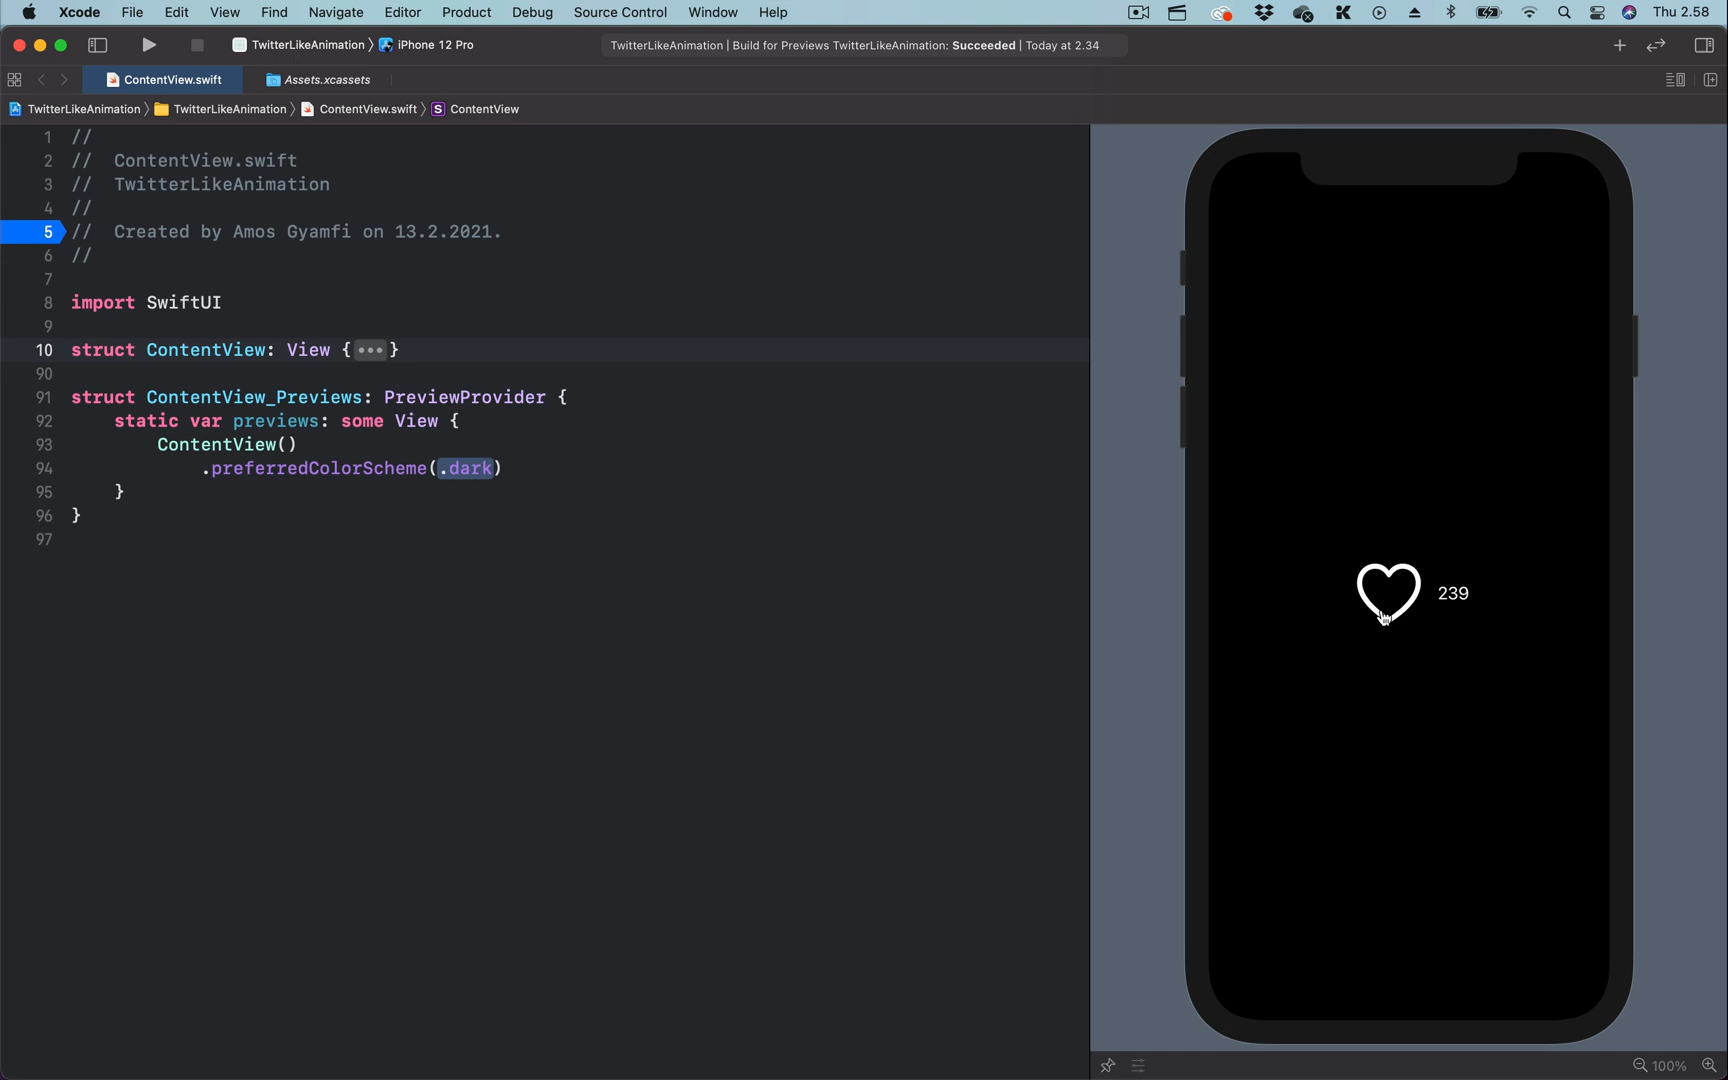 Xcode File Edit View Find Navigate Editor Product Debug Source Control Window Help Thu 2.58
TwitterLikeAnimation iPhone 12 Pro TwitterLikeAnimation | Build for Previews TwitterLikeAnimation: Succeeded | Today at 2.34
ContentView.swift Assets.xcassets
TwitterLikeAnimation TwitterLikeAnimation ContentView.swift S ContentView
1 //
2 // ContentView.swift
3 // TwitterLikeAnimation
4 //
5 // Created by Amos Gyamfi on 13.2.2021.
6 //
7
8 import SwiftUI
9
10 struct ContentView: View {•••}
90
91 struct ContentView_Previews: PreviewProvider {
92 static var previews: some View {
93 ContentView()
94 .preferredColorScheme(.dark)
95 }
96 }
97
239
100%